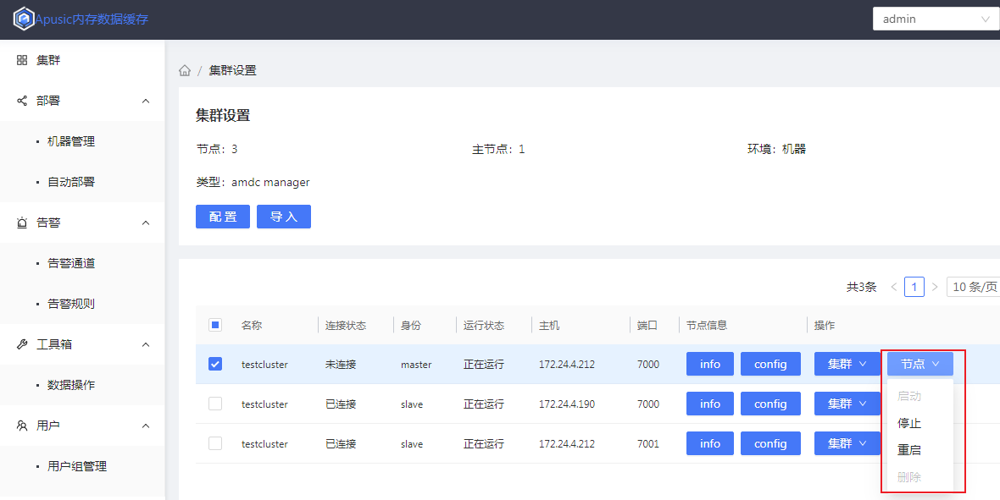 Apusic内存数据缓存
admin
集群
部署
机器管理
自动部署
告警
告警通道
告警规则
工具箱
数据操作
用户
用户组管理
/ 集群设置
集群设置
节点：3 主节点：1 环境：机器
类型：amdc manager
配 置 导 入
共3条 1 10 条/页
名称 连接状态 身份 运行状态 主机 端口 节点信息 操作
testcluster 未连接 master 正在运行 172.24.4.212 7000 info config 集群 节点
testcluster 已连接 slave 正在运行 172.24.4.190 7000 info config 集群
testcluster 已连接 slave 正在运行 172.24.4.212 7001 info config 集群
启动
停止
重启
删除